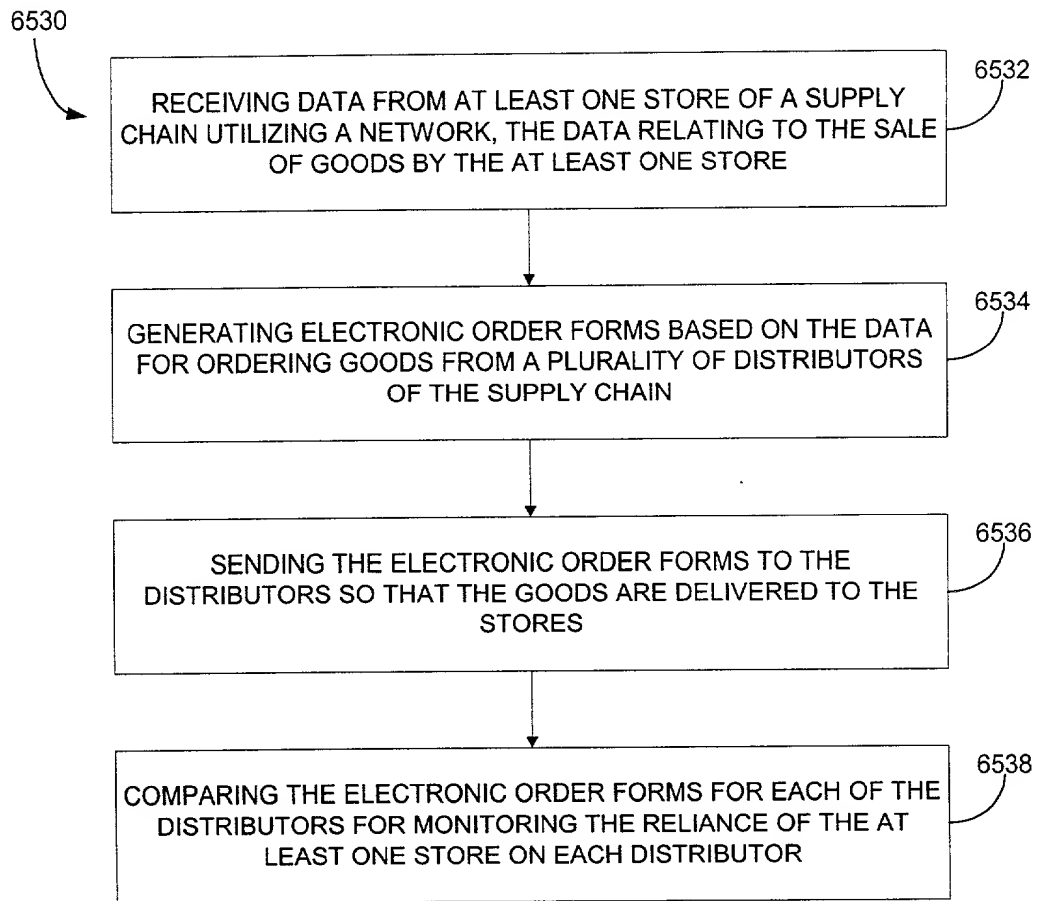 6530
6532
RECEIVING DATA FROM AT LEAST ONE STORE OF A SUPPLY
CHAIN UTILIZING A NETWORK, THE DATA RELATING TO THE SALE
OF GOODS BY THE AT LEAST ONE STORE
6534
GENERATING ELECTRONIC ORDER FORMS BASED ON THE DATA
FOR ORDERING GOODS FROM A PLURALITY OF DISTRIBUTORS
OF THE SUPPLY CHAIN
6536
SENDING THE ELECTRONIC ORDER FORMS TO THE
DISTRIBUTORS SO THAT THE GOODS ARE DELIVERED TO THE
STORES
6538
COMPARING THE ELECTRONIC ORDER FORMS FOR EACH OF THE
DISTRIBUTORS FOR MONITORING THE RELIANCE OF THE AT
LEAST ONE STORE ON EACH DISTRIBUTOR